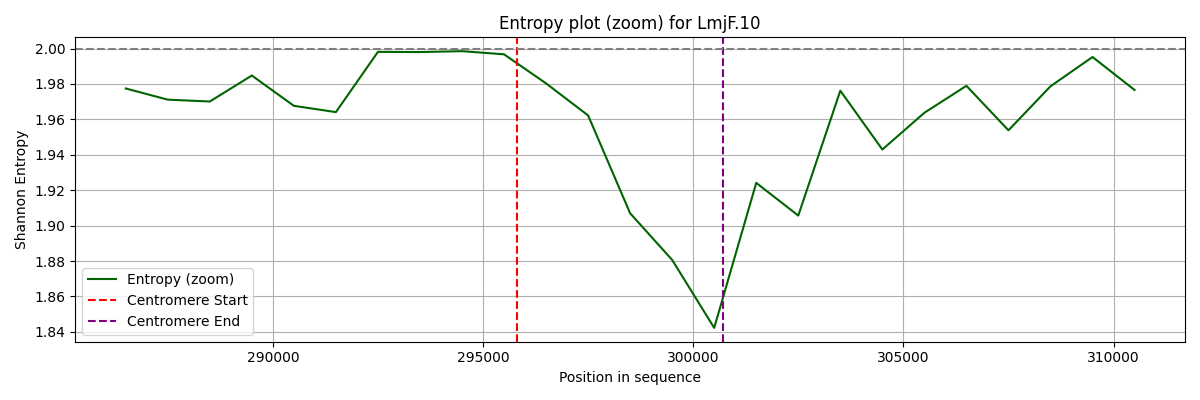 Entropy plot (zoom) for LmjF.10
Shannon Entropy
2.00
1.98
1.96
1.94
1.92
1.90
1.88
1.86
1.84
Entropy (zoom)
Centromere Start
Centromere End
290000 295000 300000 305000 310000
Position in sequence